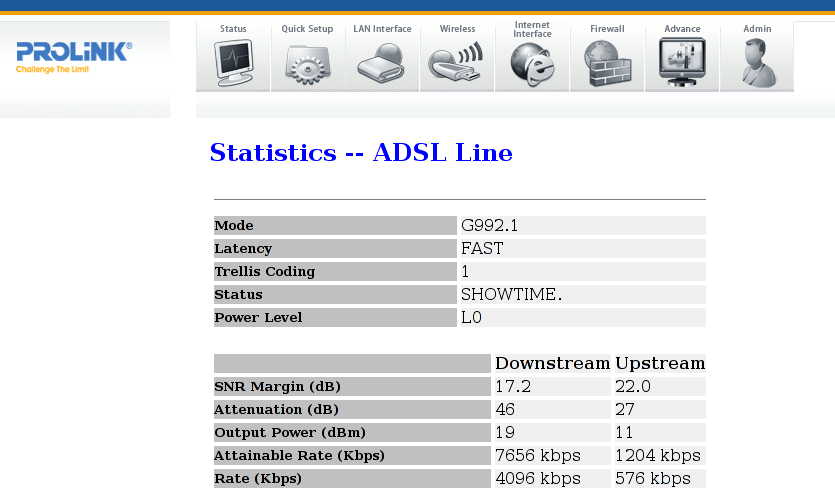 PROLiNK®
Challenge The Limit
Status
Quick Setup
LAN Interface
Wireless
Internet
Interface
Firewall
Advance
Admin
Statistics -- ADSL Line
Mode G992.1
Latency FAST
Trellis Coding 1
Status SHOWTIME.
Power Level L0
Downstream Upstream
SNR Margin (dB) 17.2 22.0
Attenuation (dB) 46 27
Output Power (dBm) 19 11
Attainable Rate (Kbps) 7656 kbps 1204 kbps
Rate (Kbps) 4096 kbps 576 kbps